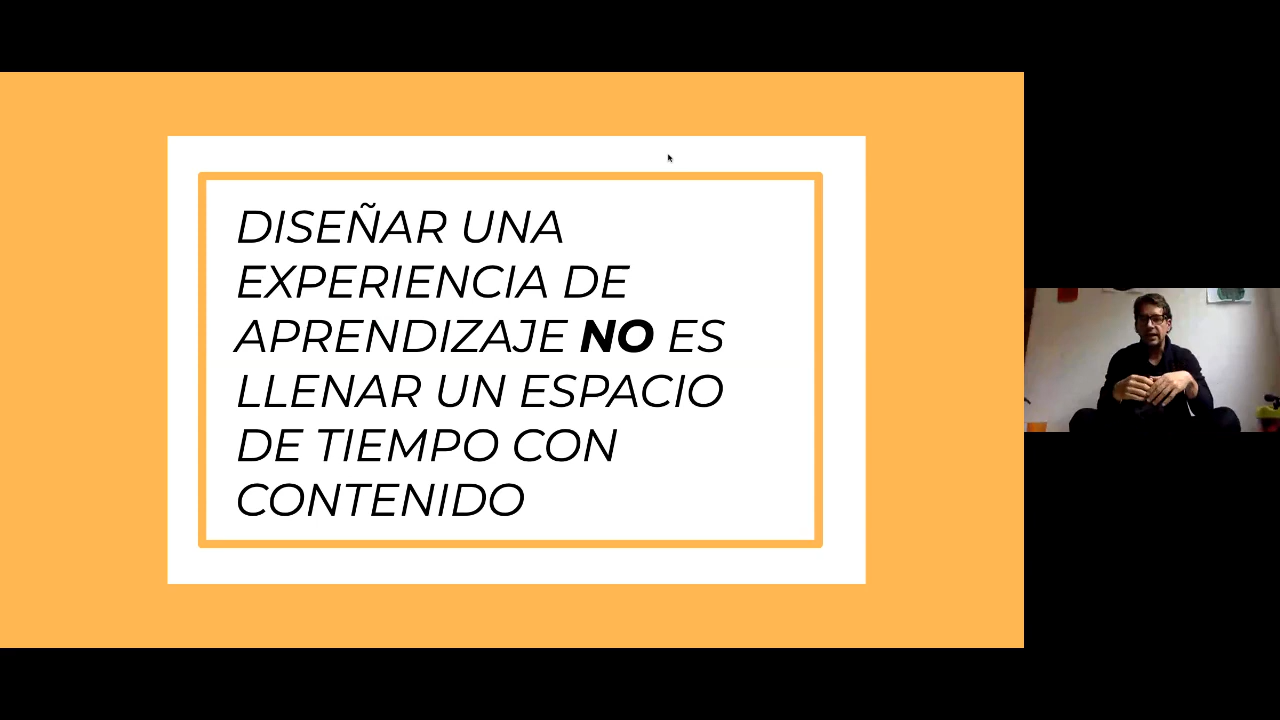 DISEÑAR UNA
EXPERIENCIA DE
APRENDIZAJE NO ES
LLENAR UN ESPACIO
DE TIEMPO CON
CONTENIDO